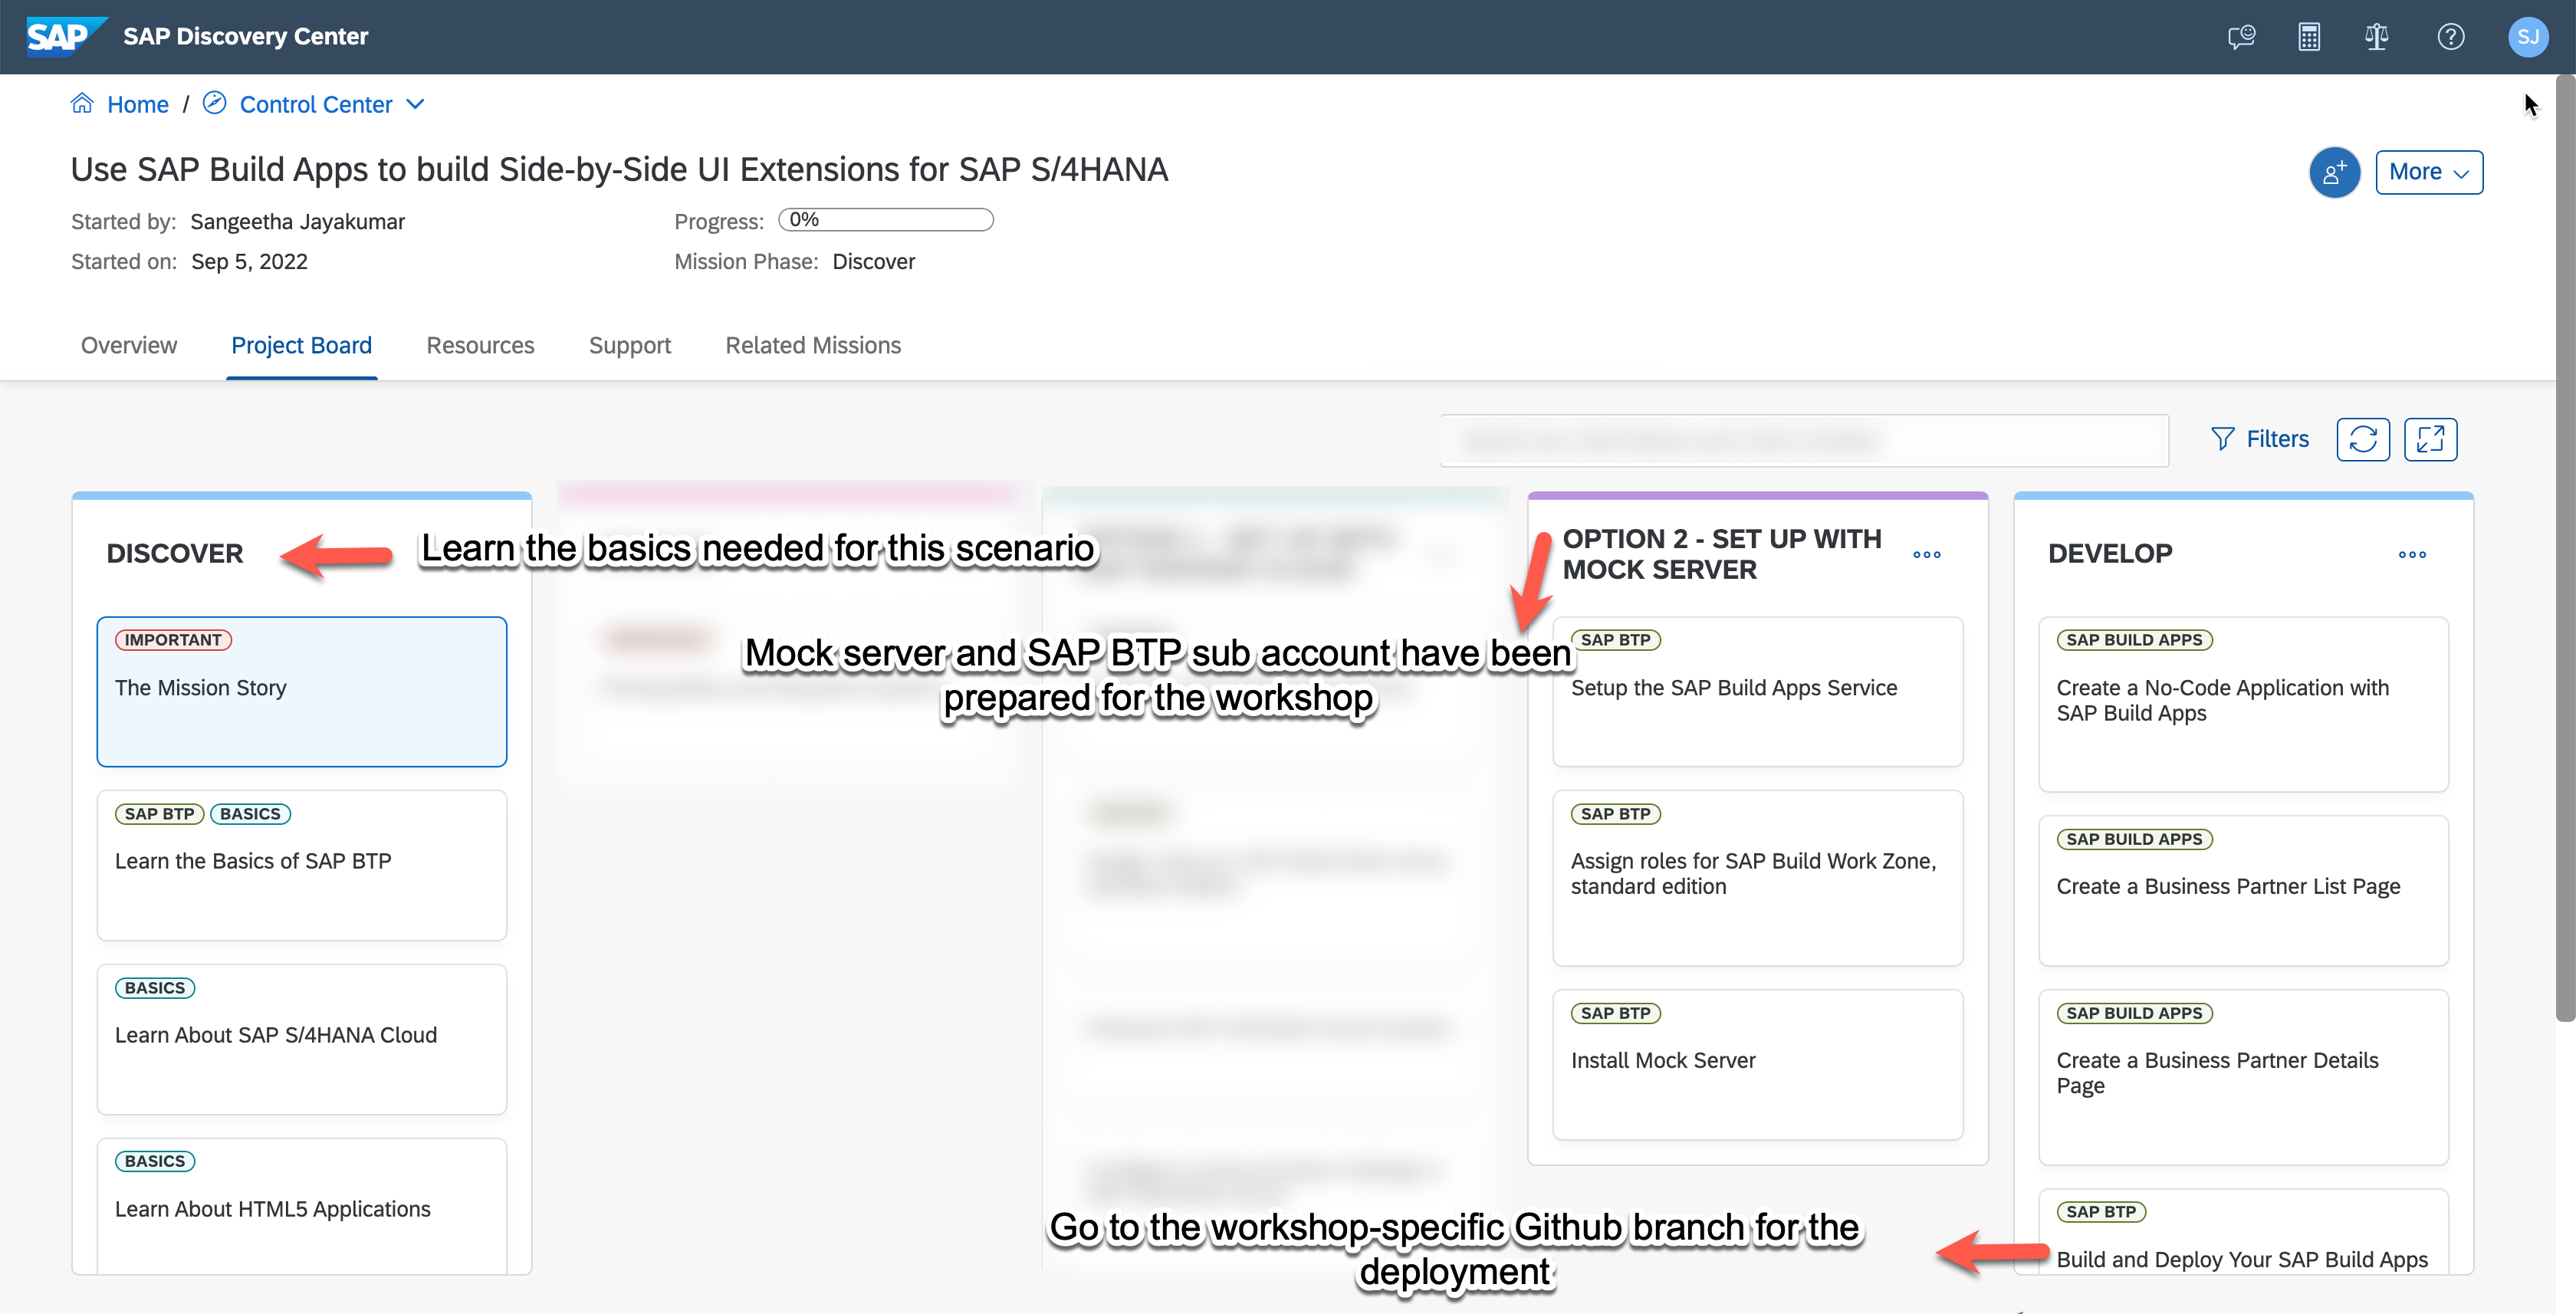 SAP SAP Discovery Center
SJ
Home / Control Center
Use SAP Build Apps to build Side-by-Side UI Extensions for SAP S/4HANA
More
Started by: Sangeetha Jayakumar
Progress: 0%
Started on: Sep 5, 2022
Mission Phase: Discover
Overview Project Board Resources Support Related Missions
Filters
DISCOVER
Learn the basics needed for this scenario
IMPORTANT
The Mission Story
SAP BTP BASICS
Learn the Basics of SAP BTP
BASICS
Learn About SAP S/4HANA Cloud
BASICS
Learn About HTML5 Applications
Mock server and SAP BTP sub account have been
prepared for the workshop
OPTION 2 - SET UP WITH
MOCK SERVER
SAP BTP
Setup the SAP Build Apps Service
SAP BTP
Assign roles for SAP Build Work Zone,
standard edition
SAP BTP
Install Mock Server
DEVELOP
SAP BUILD APPS
Create a No-Code Application with
SAP Build Apps
SAP BUILD APPS
Create a Business Partner List Page
SAP BUILD APPS
Create a Business Partner Details
Page
SAP BTP
Build and Deploy Your SAP Build Apps
Go to the workshop-specific Github branch for the
deployment